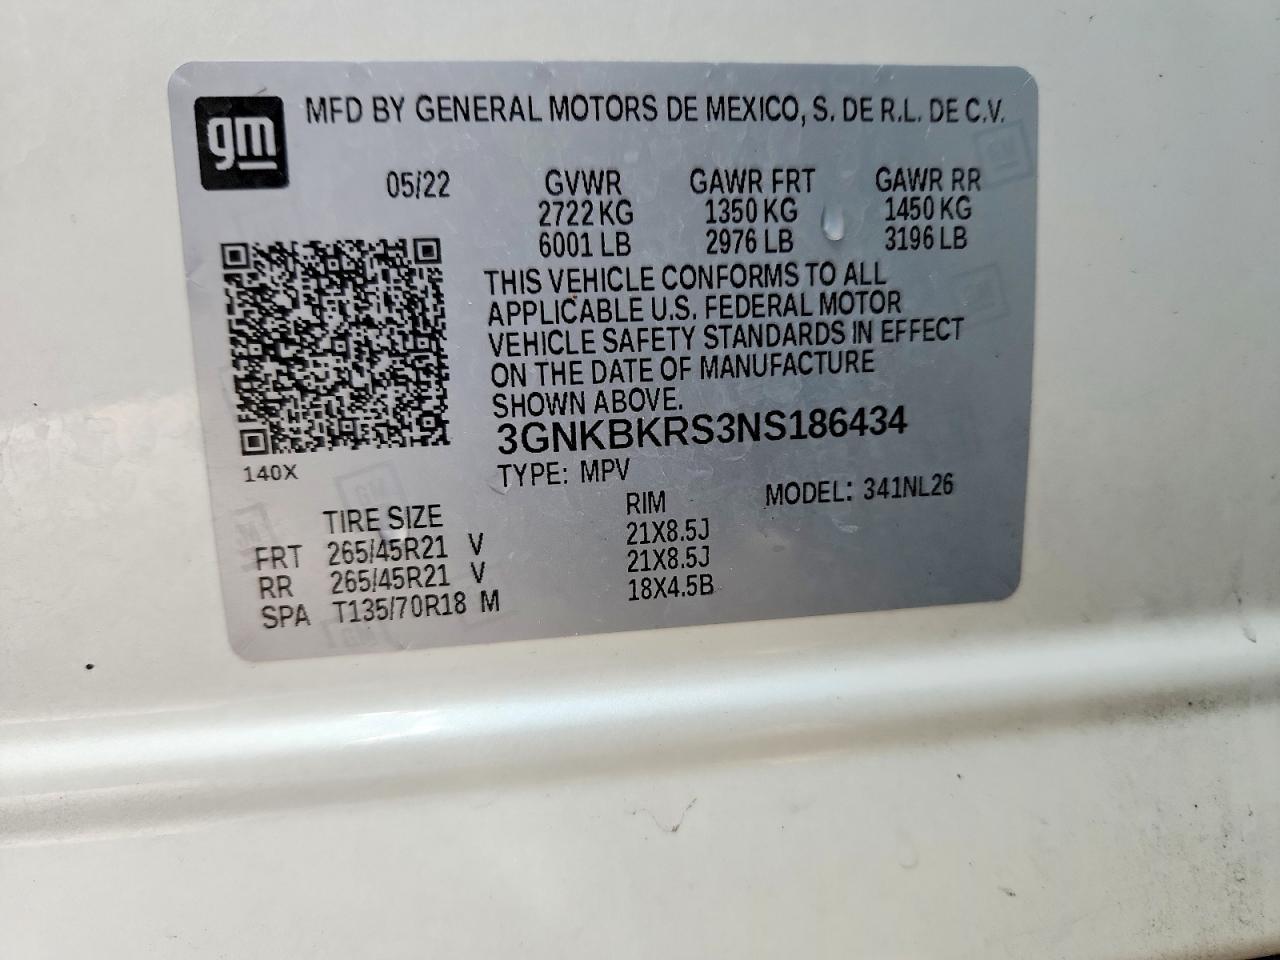 gm
MFD BY GENERAL MOTORS DE MEXICO, S. DE R.L. DE C.V.
05/22 GVWR GAWR FRT GAWR RR
2722 KG 1350 KG 1450 KG
6001 LB 2976 LB 3196 LB
THIS VEHICLE CONFORMS TO ALL
APPLICABLE U.S. FEDERAL MOTOR
VEHICLE SAFETY STANDARDS IN EFFECT
ON THE DATE OF MANUFACTURE
SHOWN ABOVE.
3GNKBKRS3NS186434
140X
TYPE: MPV MODEL: 341NL26
TIRE SIZE RIM
FRT 265/45R21 V 21X8.5J
RR 265/45R21 V 21X8.5J
SPA T135/70R18 M 18X4.5B